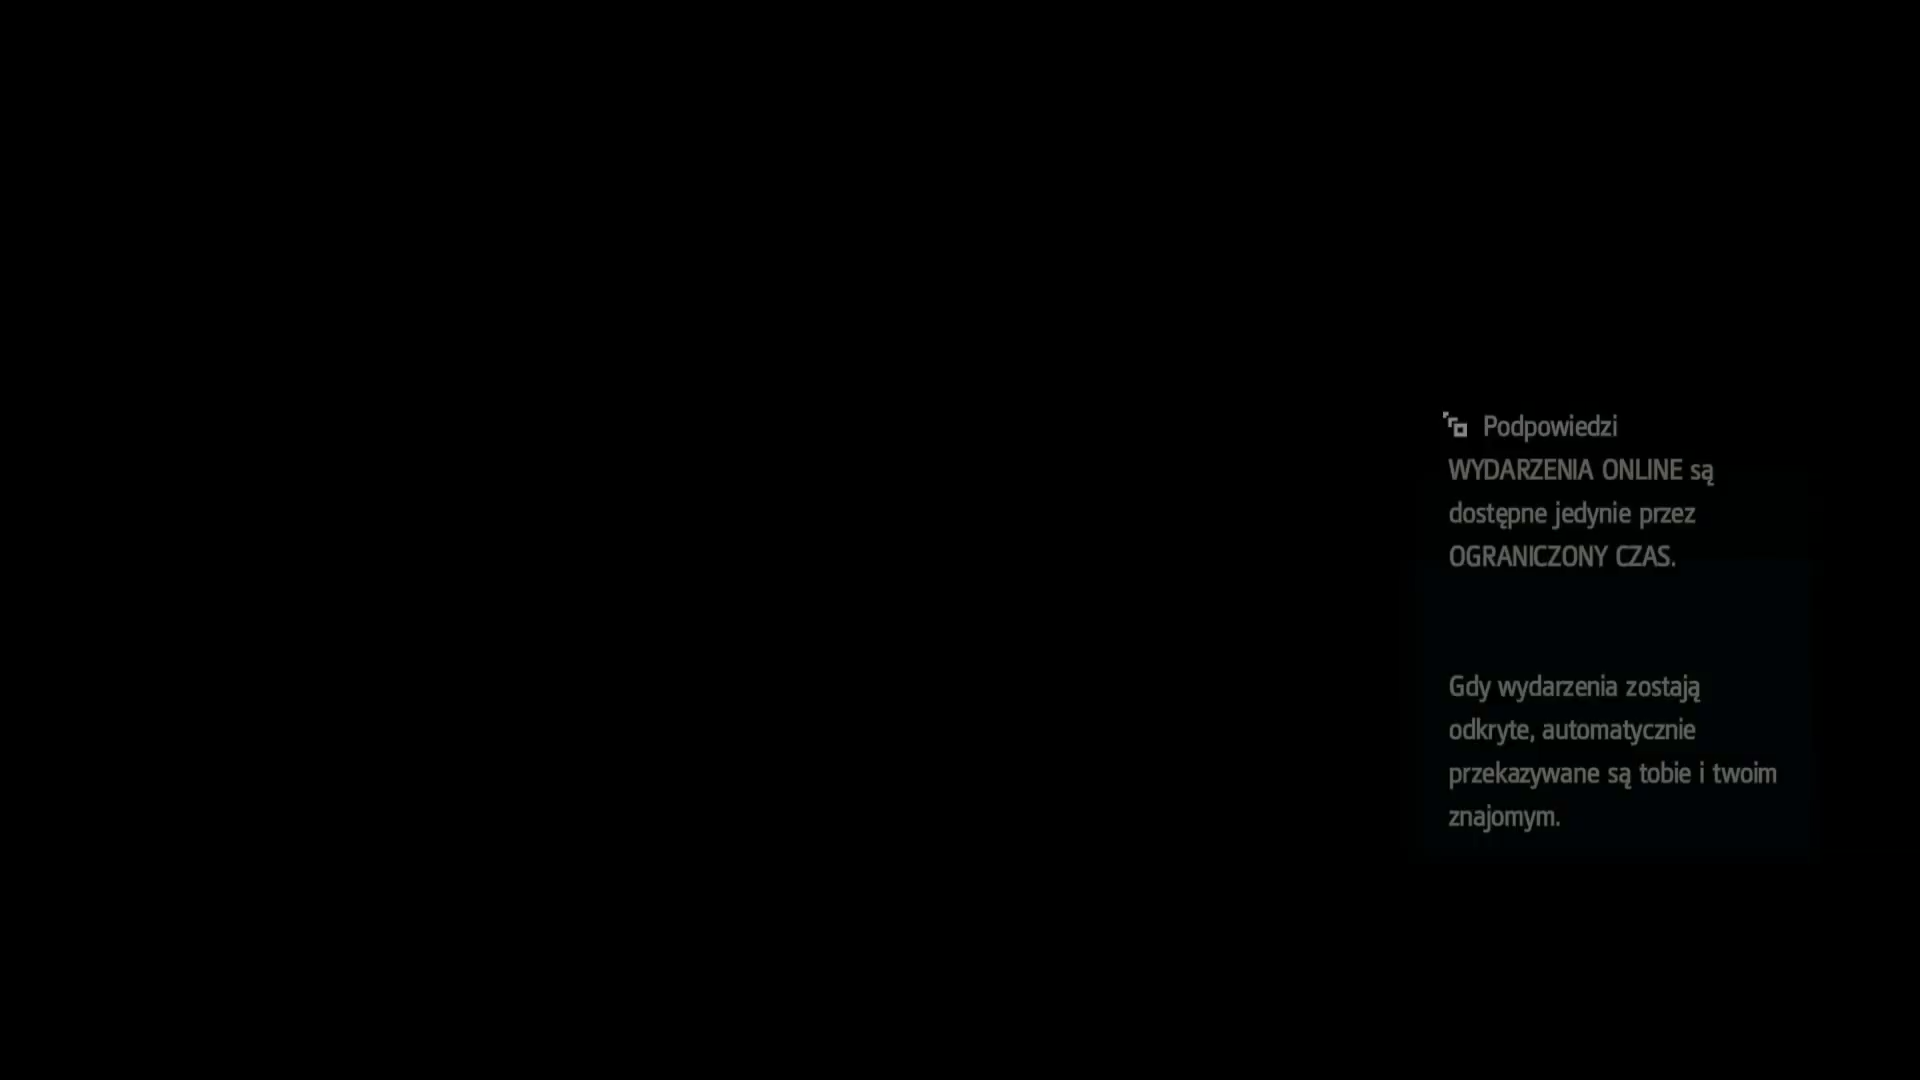 Podpowiedzi
WYDARZENIA ONLINE są
dostępne jedynie przez
OGRANICZONY CZAS.
Gdy wydarzenia zostają
odkryte, automatycznie
przekazywane są tobie i twoim
znajomym.